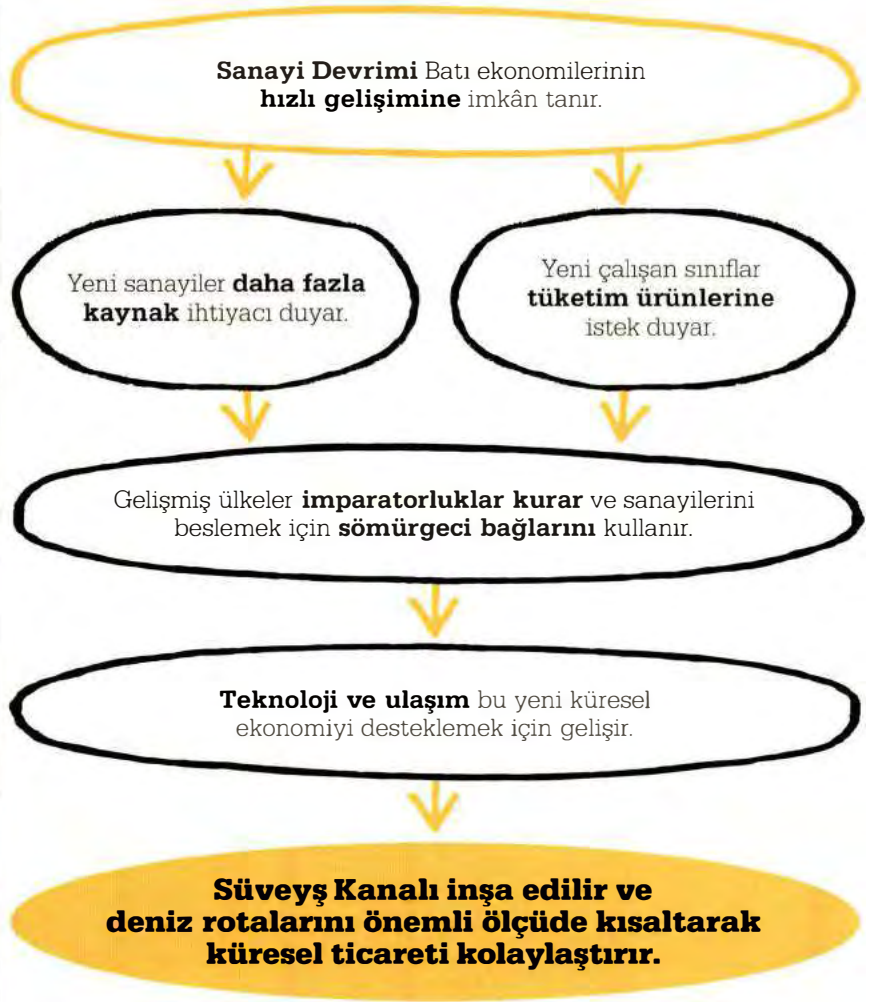 Sanayi Devrimi Batı ekonomilerinin
hızlı gelişimine imkân tanır.
Yeni sanayiler daha fazla
kaynak ihtiyacı duyar.
Yeni çalışan sınıflar
tüketim ürünlerine
istek duyar.
Gelişmiş ülkeler imparatorluklar kurar ve sanayilerini
beslemek için sömürgeci bağlarını kullanır.
Teknoloji ve ulaşım bu yeni küresel
ekonomiyi desteklemek için gelişir.
Süveyş Kanalı inşa edilir ve
deniz rotalarını önemli ölçüde kısaltarak
küresel ticareti kolaylaştırır.